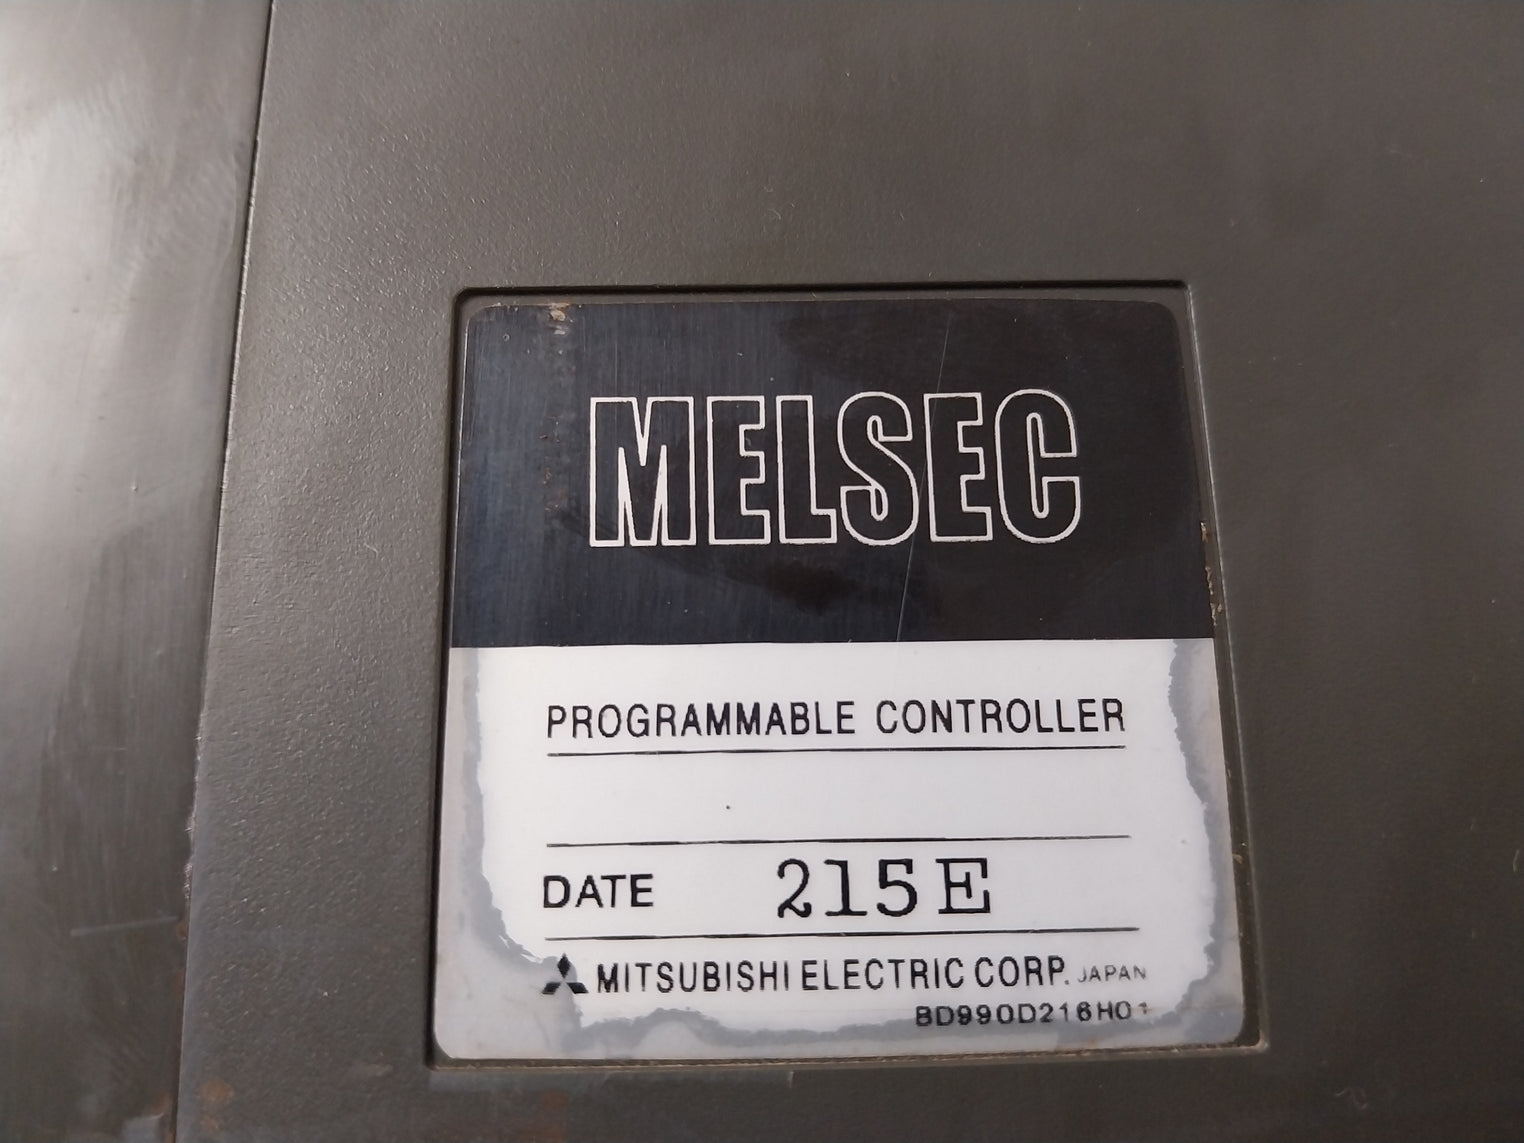 MELSEC
PROGRAMMABLE CONTROLLER
DATE 215E
MITSUBISHI ELECTRIC CORP. JAPAN
BD990D216H01